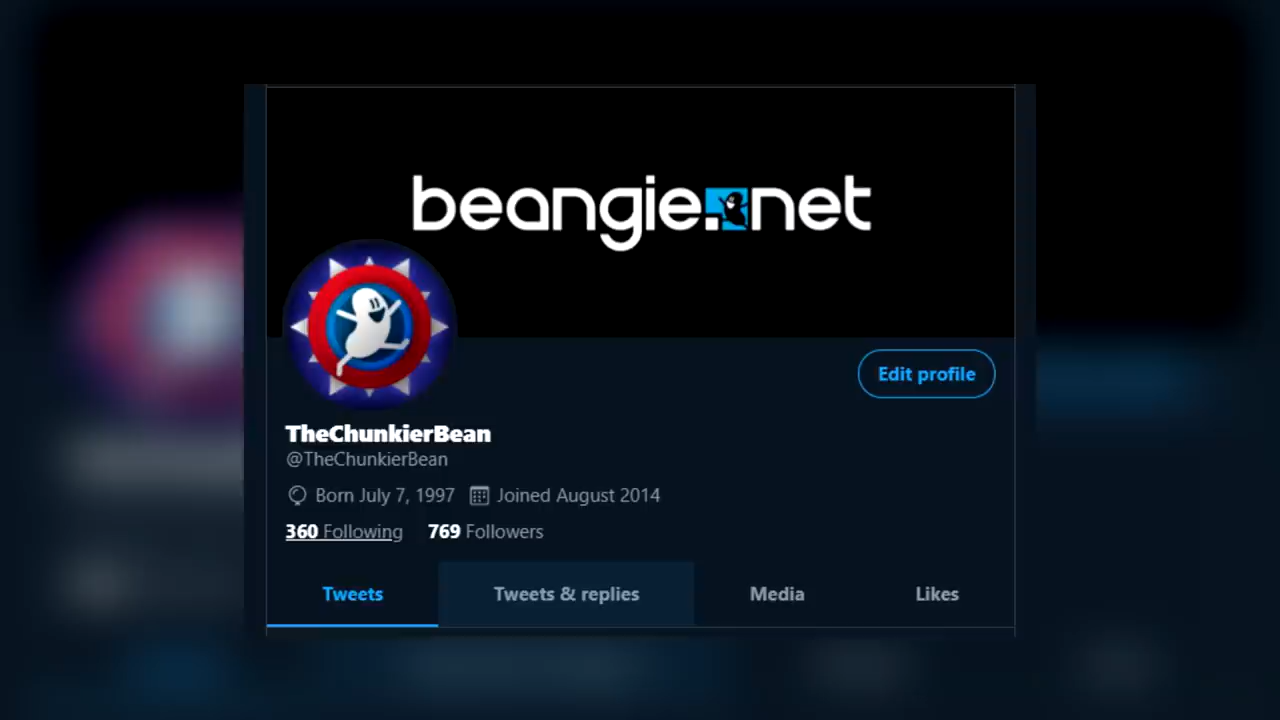 beangie.net
Edit profile
TheChunkierBean
@TheChunkierBean
Born July 7, 1997 Joined August 2014
360 Following 769 Followers
Tweets Tweets & replies Media Likes